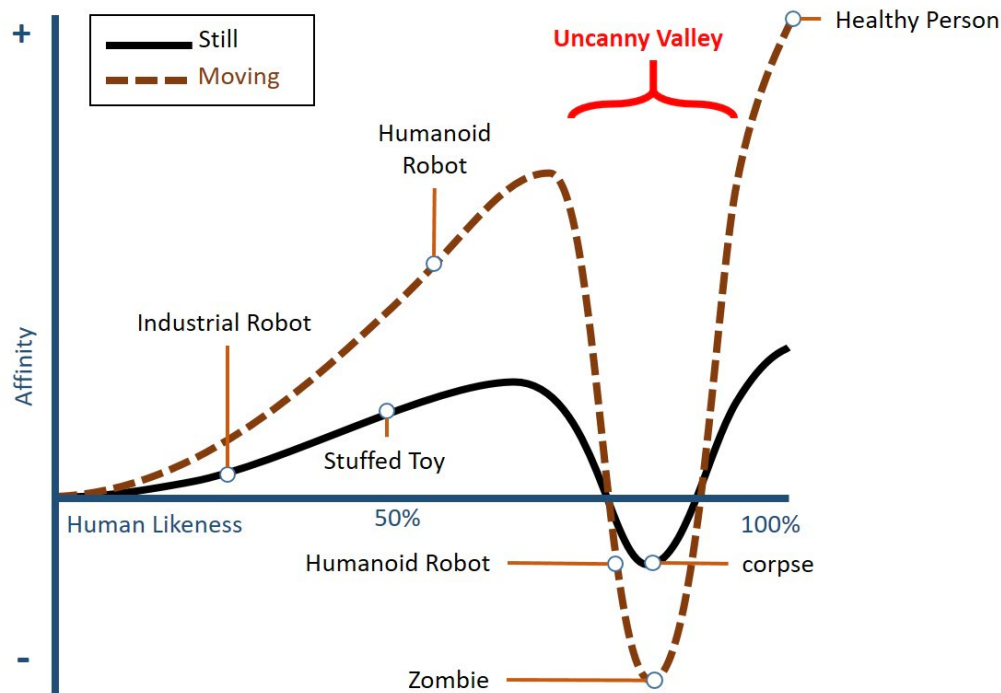 +
Still
Moving
Uncanny Valley
Healthy Person
Humanoid
Robot
Industrial Robot
Affinity
Stuffed Toy
Human Likeness
50%
100%
Humanoid Robot
corpse
-
Zombie